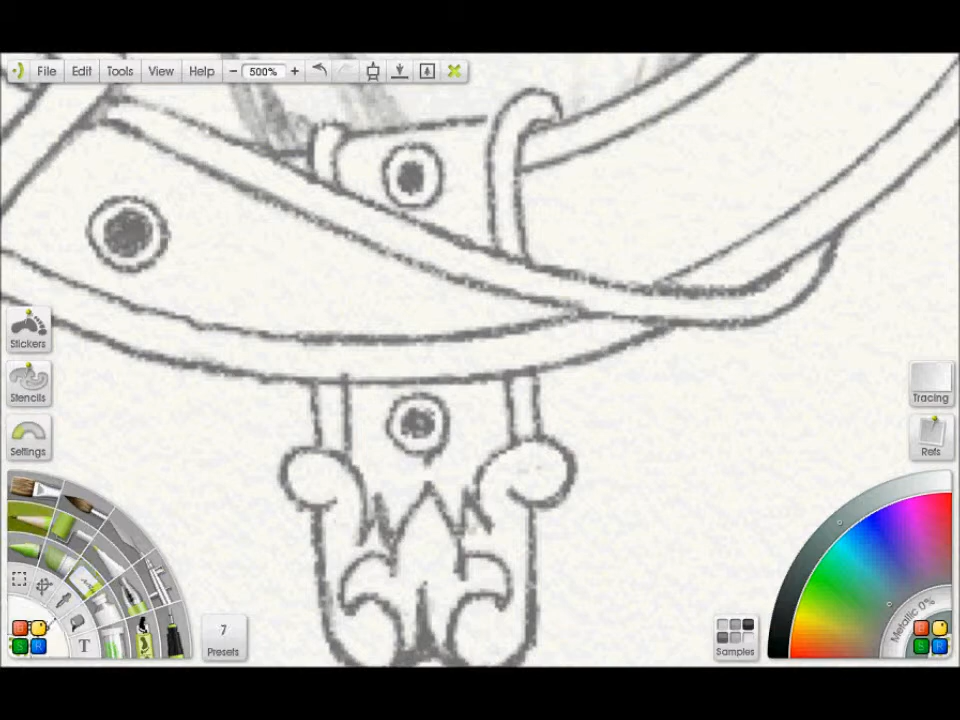 File Edit Tools View Help − 500% +
Stickers
Stencils
Settings
Tracing
Refs
T
7
Presets
Samples
Metallic 0%
S R
S R